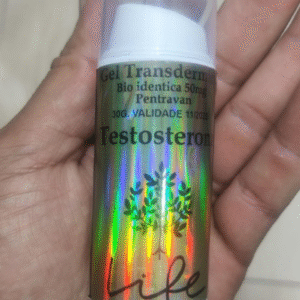 Gel Transderm
Bio identica 50mg
Pentravan
30G. VALIDADE
Testosteron
Life